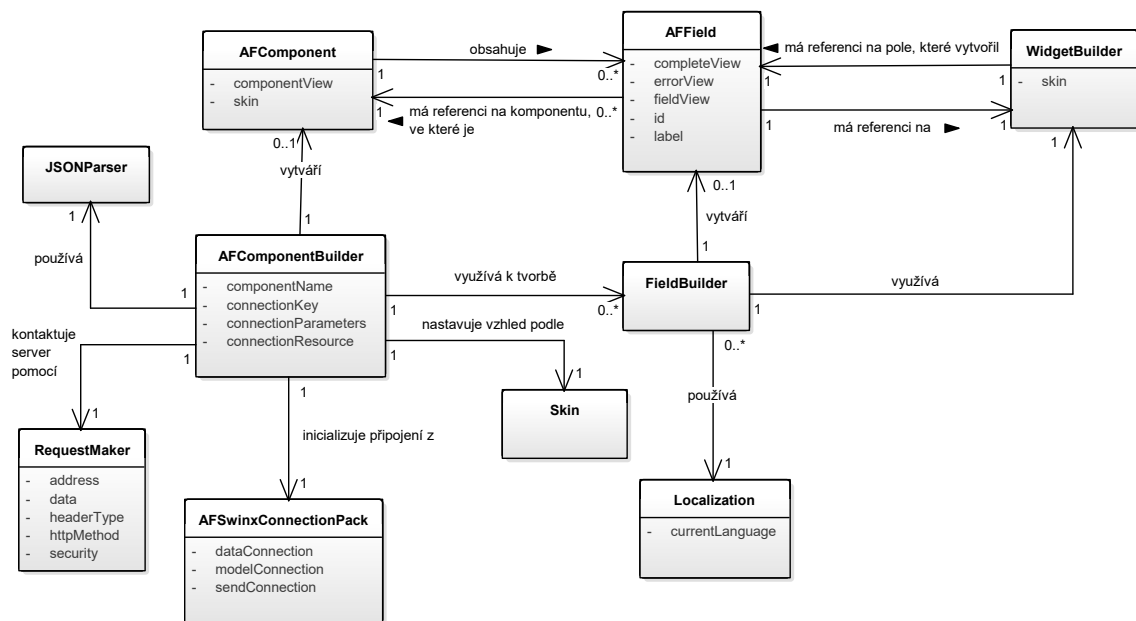 AFComponent
- componentView
- skin
obsahuje
1
0..*
AFField
- completeView
- errorView
- fieldView
- id
- label
má referenci na pole, které vytvořil
1
1
WidgetBuilder
- skin
1
0..*
má referenci na komponentu,
ve které je
1
1
má referenci na
JSONParser
1
0..1
vytváří
1
0..1
vytváří
1
1
používá
1
AFComponentBuilder
- componentName
- connectionKey
- connectionParameters
- connectionResource
využívá k tvorbě
1
0..*
FieldBuilder
1
využívá
kontaktuje
server
pomocí
1
1
nastavuje vzhled podle
1
1
Skin
0..*
používá
1
1
inicializuje připojení z
1
RequestMaker
- address
- data
- headerType
- httpMethod
- security
AFSwinxConnectionPack
- dataConnection
- modelConnection
- sendConnection
Localization
- currentLanguage